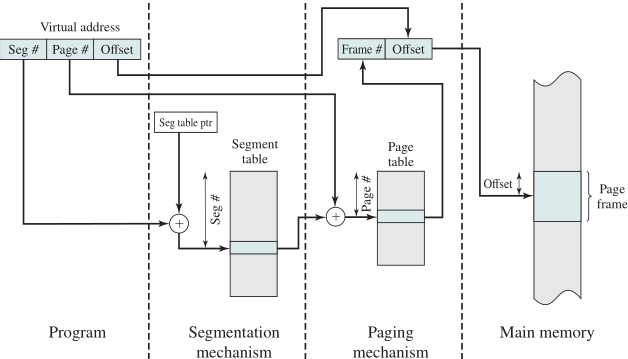 Virtual address
Seg # Page # Offset
Frame # Offset
Seg table ptr
Segment
table
Page
table
Seg #
Page #
Offset
Page
frame
+
+
Program
Segmentation
mechanism
Paging
mechanism
Main memory